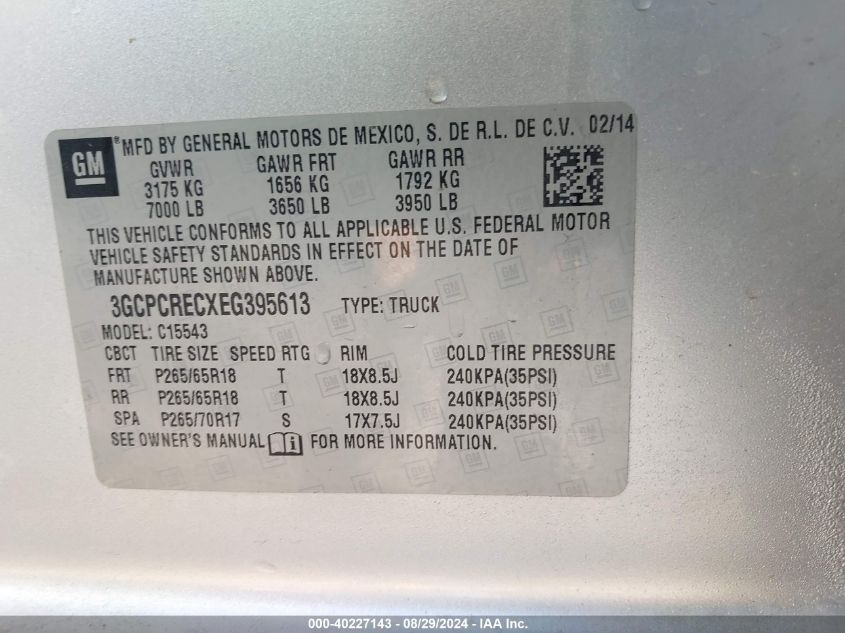 GM
® MFD BY GENERAL MOTORS DE MEXICO, S. DE R.L. DE C.V. 02/14
GVWR GAWR FRT GAWR RR
3175 KG 1656 KG 1792 KG
7000 LB 3650 LB 3950 LB
THIS VEHICLE CONFORMS TO ALL APPLICABLE U.S. FEDERAL MOTOR
VEHICLE SAFETY STANDARDS IN EFFECT ON THE DATE OF
MANUFACTURE SHOWN ABOVE.
3GCPCRECXEG395613 TYPE: TRUCK
MODEL: C15543
CBCT TIRE SIZE SPEED RTG RIM COLD TIRE PRESSURE
FRT P265/65R18 T 18X8.5J 240KPA(35PSI)
RR P265/65R18 T 18X8.5J 240KPA(35PSI)
SPA P265/70R17 S 17X7.5J 240KPA(35PSI)
SEE OWNER'S MANUAL i FOR MORE INFORMATION.
000-40227143 - 08/29/2024 - IAA Inc.